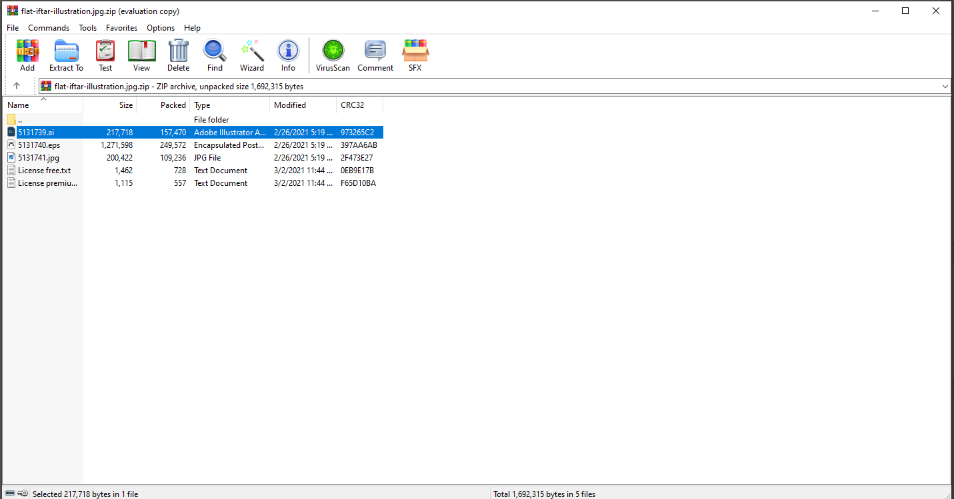 flat-iftar-illustration.jpg.zip (evaluation copy)
File Commands Tools Favorites Options Help
Add Extract To Test View Delete Find Wizard Info VirusScan Comment SFX
flat-iftar-illustration.jpg.zip - ZIP archive, unpacked size 1,692,315 bytes
Name Size Packed Type Modified CRC32
.. File folder
5131739.ai 217,718 157,470 Adobe Illustrator A... 2/26/2021 5:19 ... 973265C2
5131740.eps 1,271,598 249,572 Encapsulated Post... 2/26/2021 5:19 ... 397AA6AB
5131741.jpg 200,422 109,236 JPG File 2/26/2021 5:19 ... 2F473E27
License free.txt 1,462 728 Text Document 3/2/2021 11:44 ... 0EB9E17B
License premiu... 1,115 557 Text Document 3/2/2021 11:44 ... F65D10BA
Selected 217,718 bytes in 1 file Total 1,692,315 bytes in 5 files